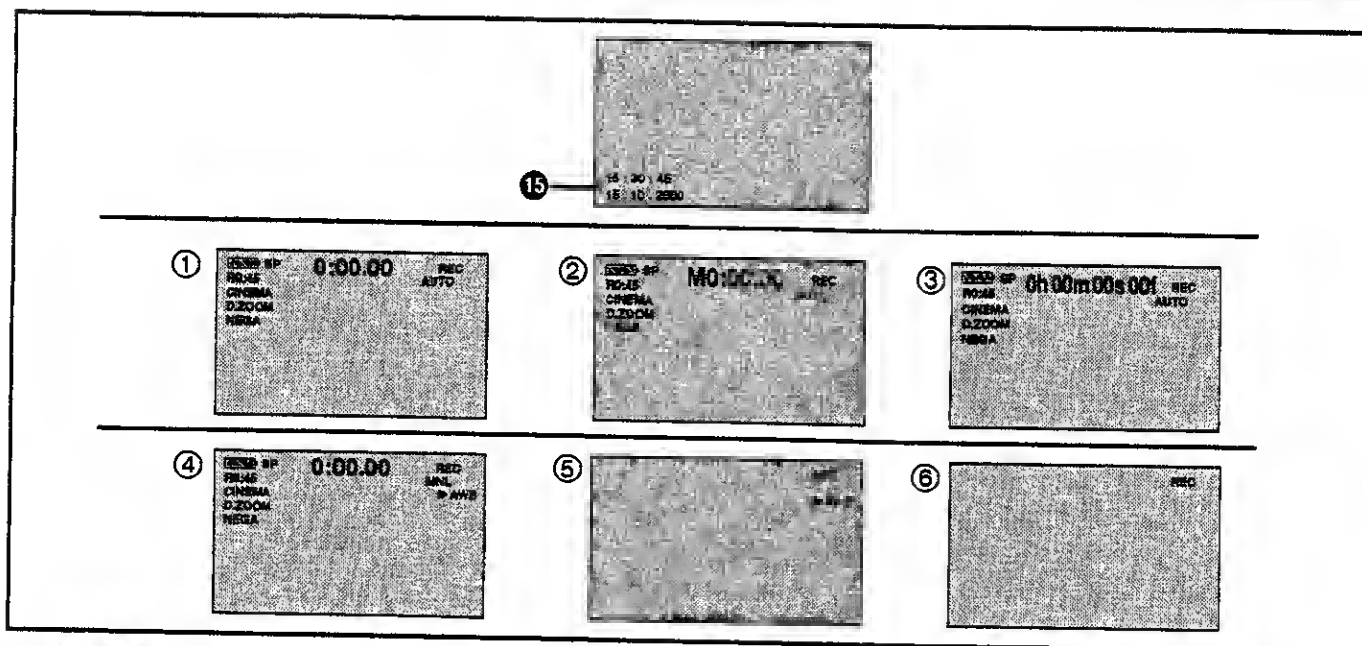 15 : 30 : 45
⓯
15 . 10 . 2000
① SP 0:00.00 REC
R0:45 AUTO
CINEMA
D.ZOOM
NEGA
② SP REC
R0:45
CINEMA
D.ZOOM
③ SP 0h00m00s00f REC
R0:45 AUTO
CINEMA
D.ZOOM
NEGA
④ SP 0:00.00 REC
R0:45 MNL
CINEMA AWB
D.ZOOM
NEGA
⑤
⑥ REC